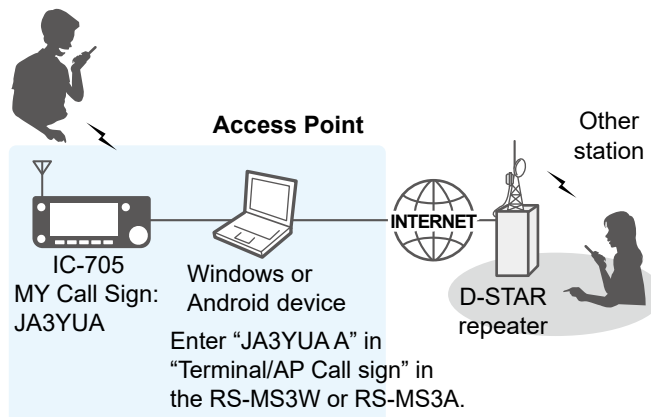 Access Point
Other
station
INTERNET
IC-705
MY Call Sign:
JA3YUA
Windows or
Android device
Enter “JA3YUA A” in
“Terminal/AP Call sign” in
the RS-MS3W or RS-MS3A.
D-STAR
repeater